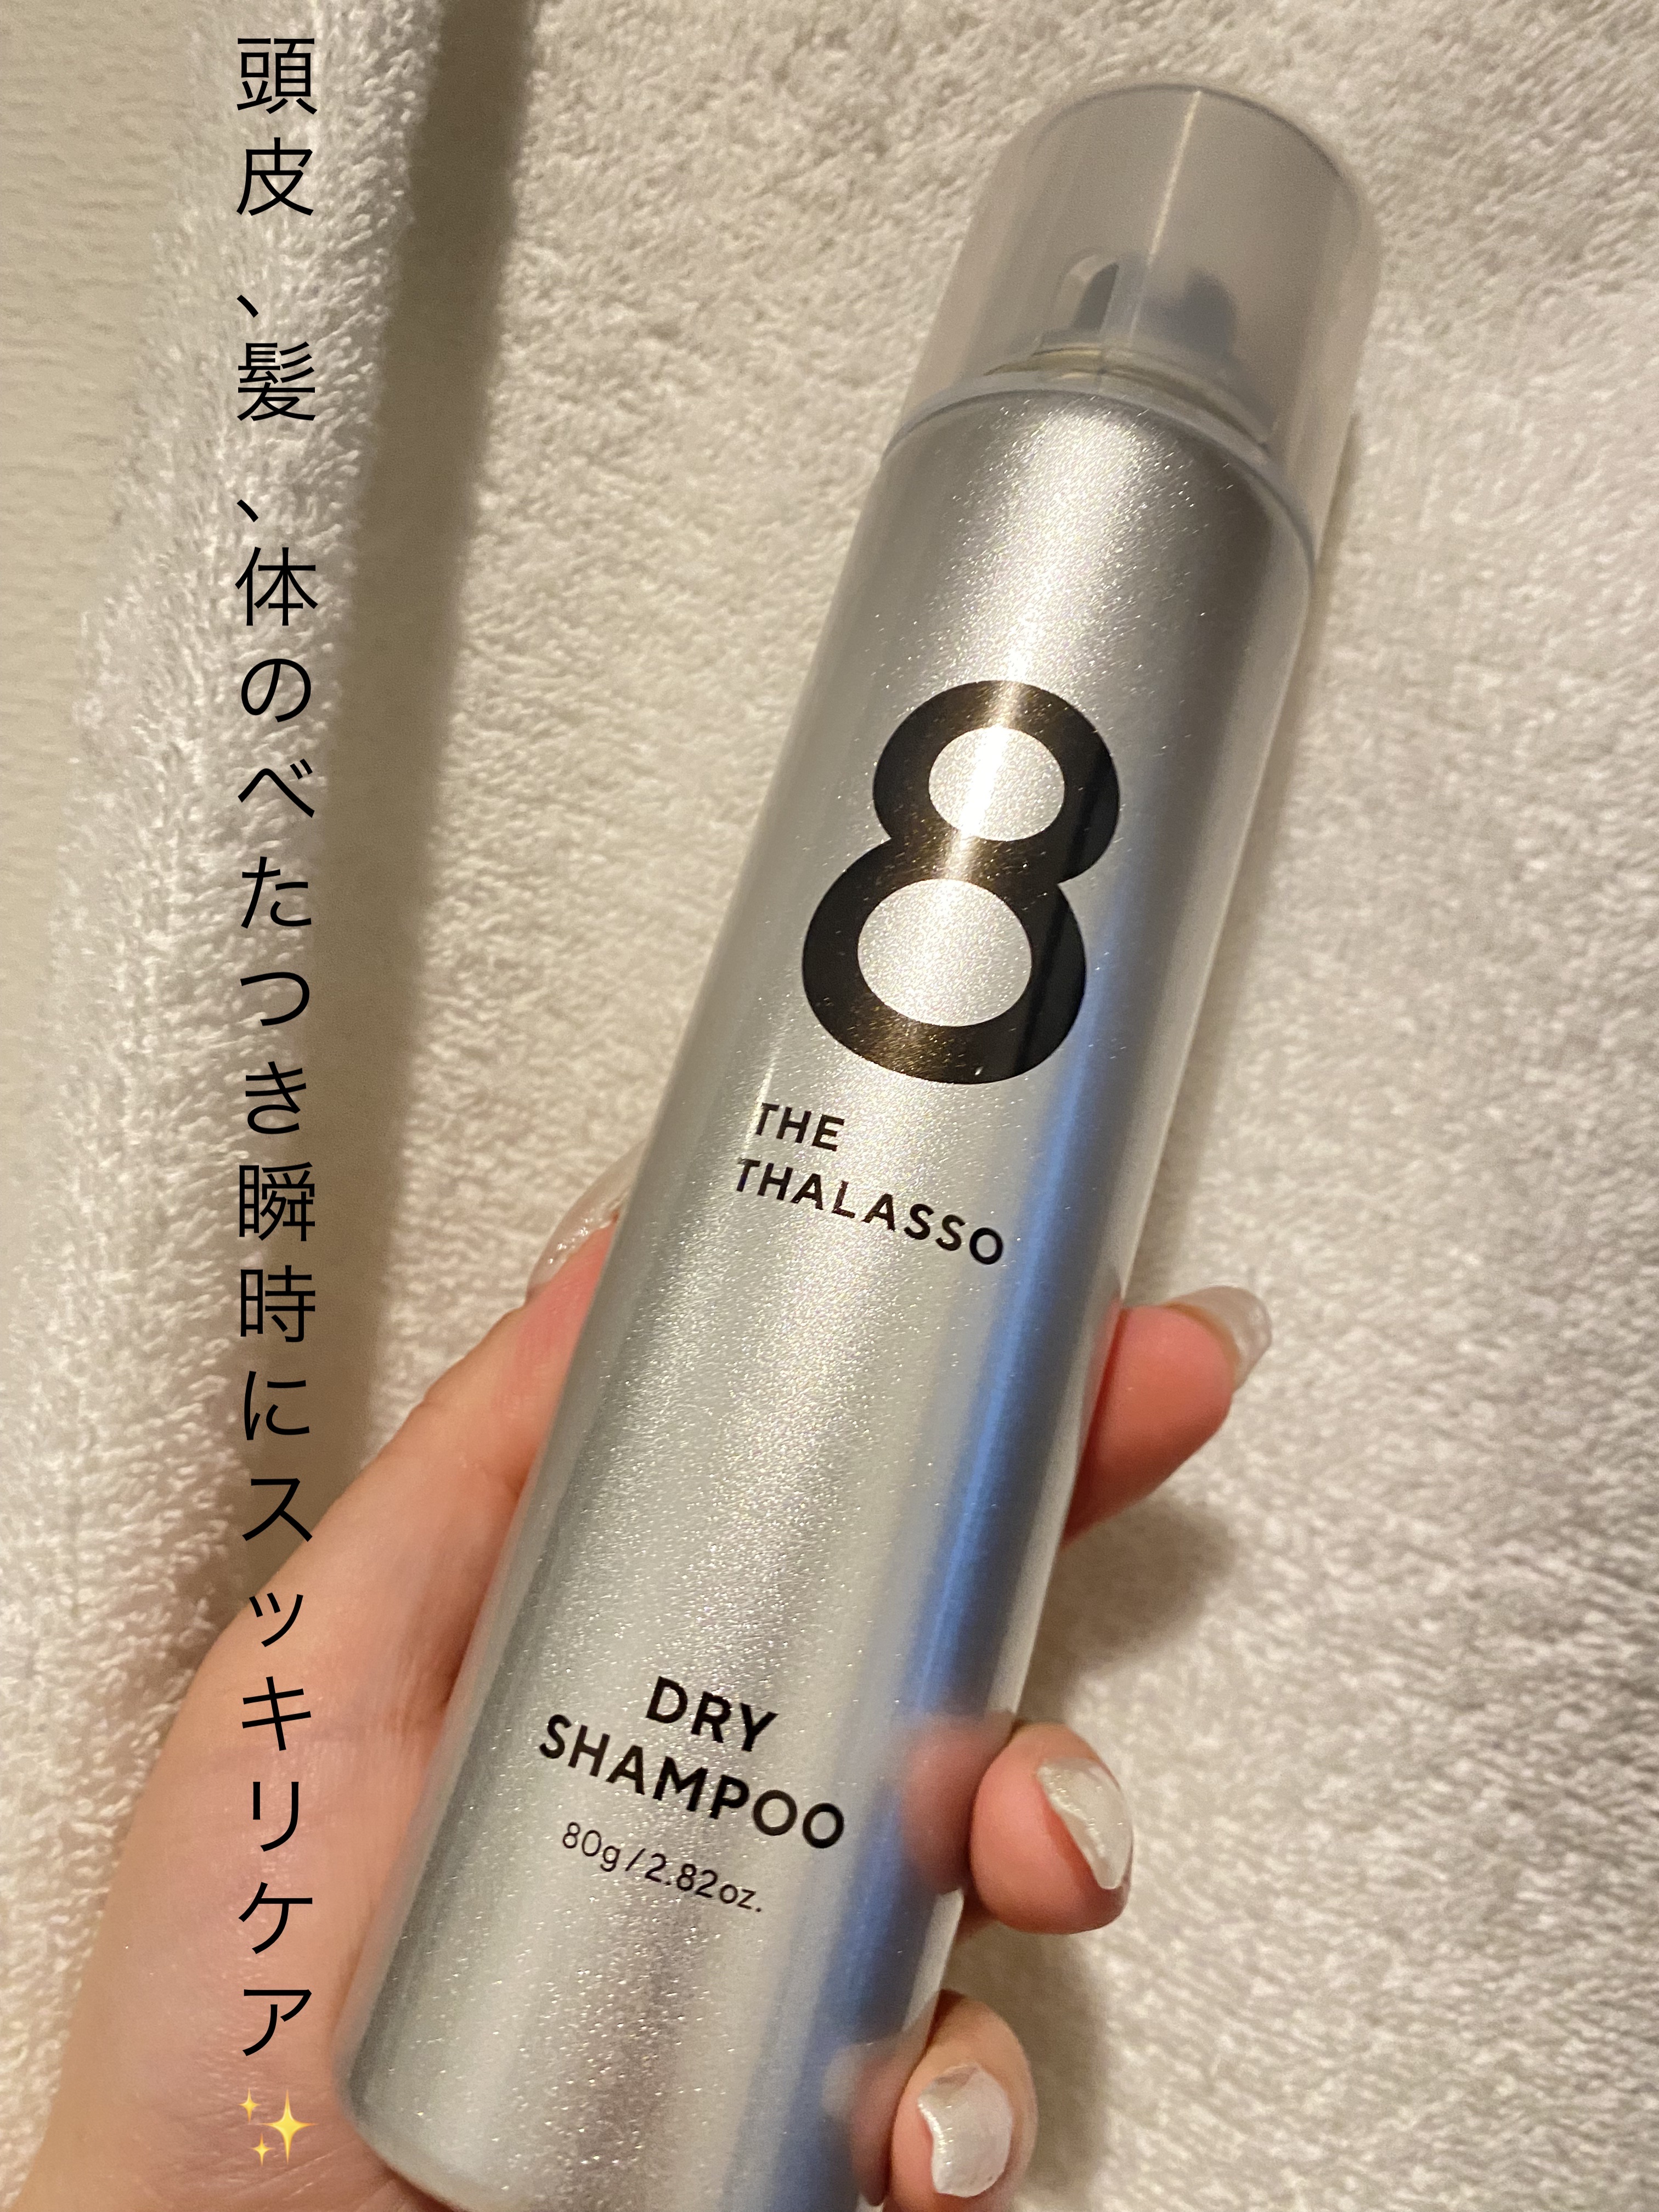 頭皮、髪、体のべたつき瞬時にスッキリケア✨
8
THE
THALASSO
DRY
SHAMPOO
80g/2.82oz.